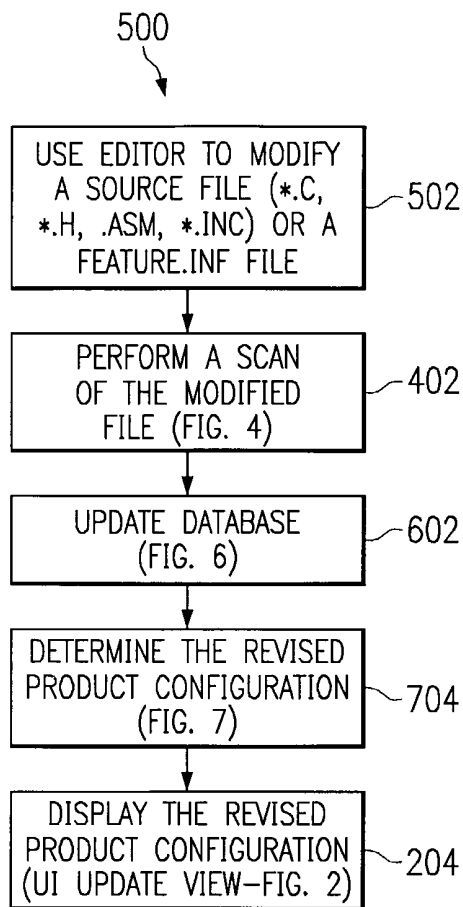 500
USE EDITOR TO MODIFY
A SOURCE FILE (*.C,
*.H, .ASM, *.INC) OR A
FEATURE.INF FILE
502
PERFORM A SCAN
OF THE MODIFIED
FILE (FIG. 4)
402
UPDATE DATABASE
(FIG. 6)
602
DETERMINE THE REVISED
PRODUCT CONFIGURATION
(FIG. 7)
704
DISPLAY THE REVISED
PRODUCT CONFIGURATION
(UI UPDATE VIEW-FIG. 2)
204